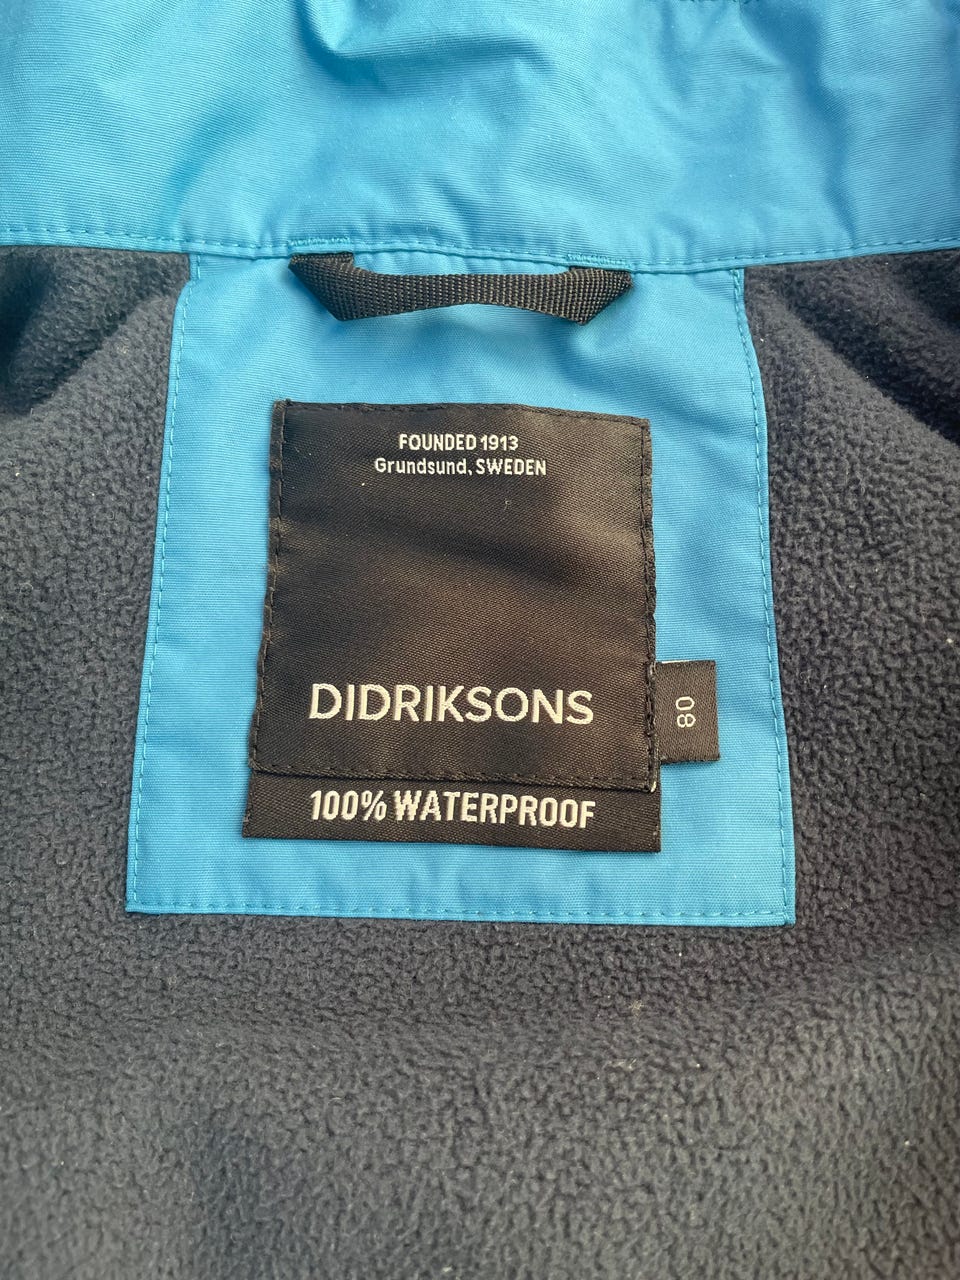 FOUNDED 1913
Grundsund, SWEDEN
DIDRIKSONS
80
100% WATERPROOF